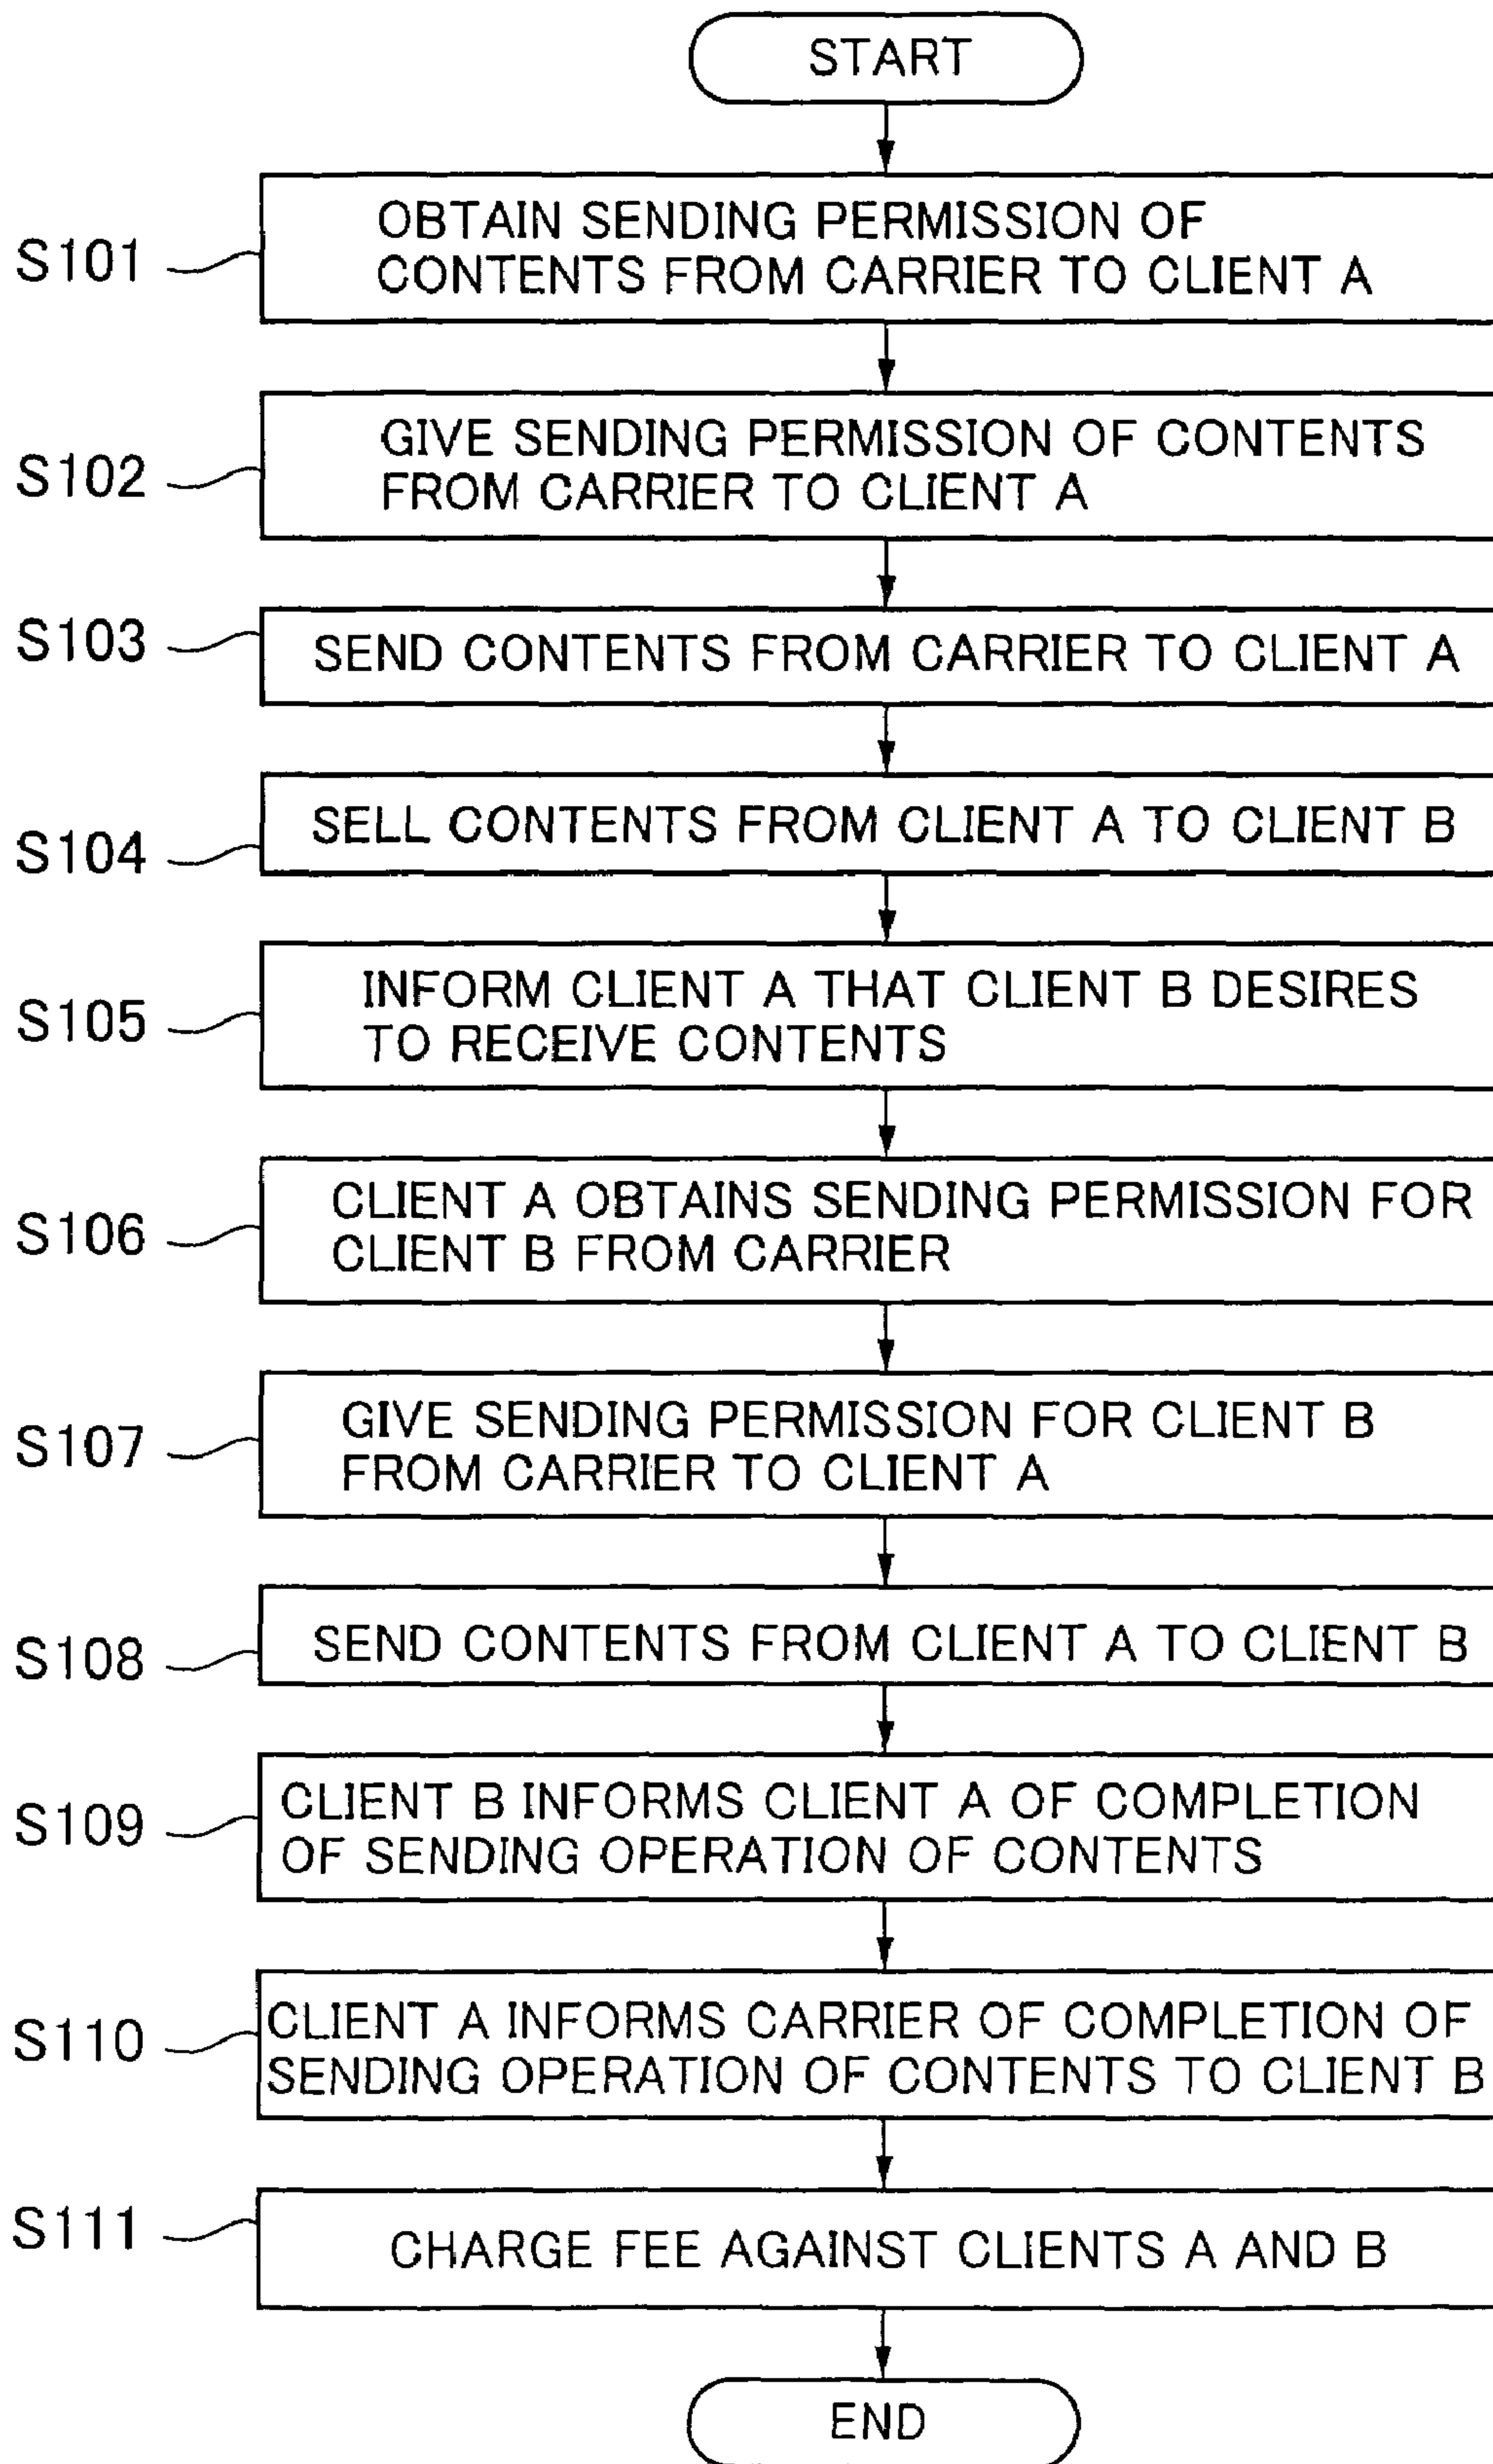 START
S101
OBTAIN SENDING PERMISSION OF
CONTENTS FROM CARRIER TO CLIENT A
S102
GIVE SENDING PERMISSION OF CONTENTS
FROM CARRIER TO CLIENT A
S103
SEND CONTENTS FROM CARRIER TO CLIENT A
S104
SELL CONTENTS FROM CLIENT A TO CLIENT B
S105
INFORM CLIENT A THAT CLIENT B DESIRES
TO RECEIVE CONTENTS
S106
CLIENT A OBTAINS SENDING PERMISSION FOR
CLIENT B FROM CARRIER
S107
GIVE SENDING PERMISSION FOR CLIENT B
FROM CARRIER TO CLIENT A
S108
SEND CONTENTS FROM CLIENT A TO CLIENT B
S109
CLIENT B INFORMS CLIENT A OF COMPLETION
OF SENDING OPERATION OF CONTENTS
S110
CLIENT A INFORMS CARRIER OF COMPLETION OF
SENDING OPERATION OF CONTENTS TO CLIENT B
S111
CHARGE FEE AGAINST CLIENTS A AND B
END